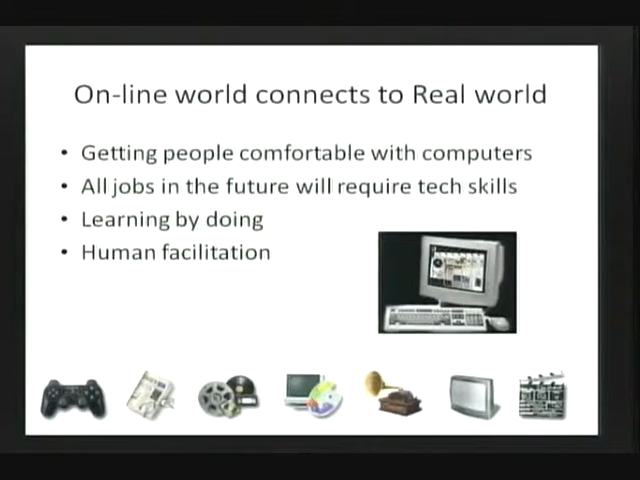 On-line world connects to Real world
• Getting people comfortable with computers
• All jobs in the future will require tech skills
• Learning by doing
• Human facilitation